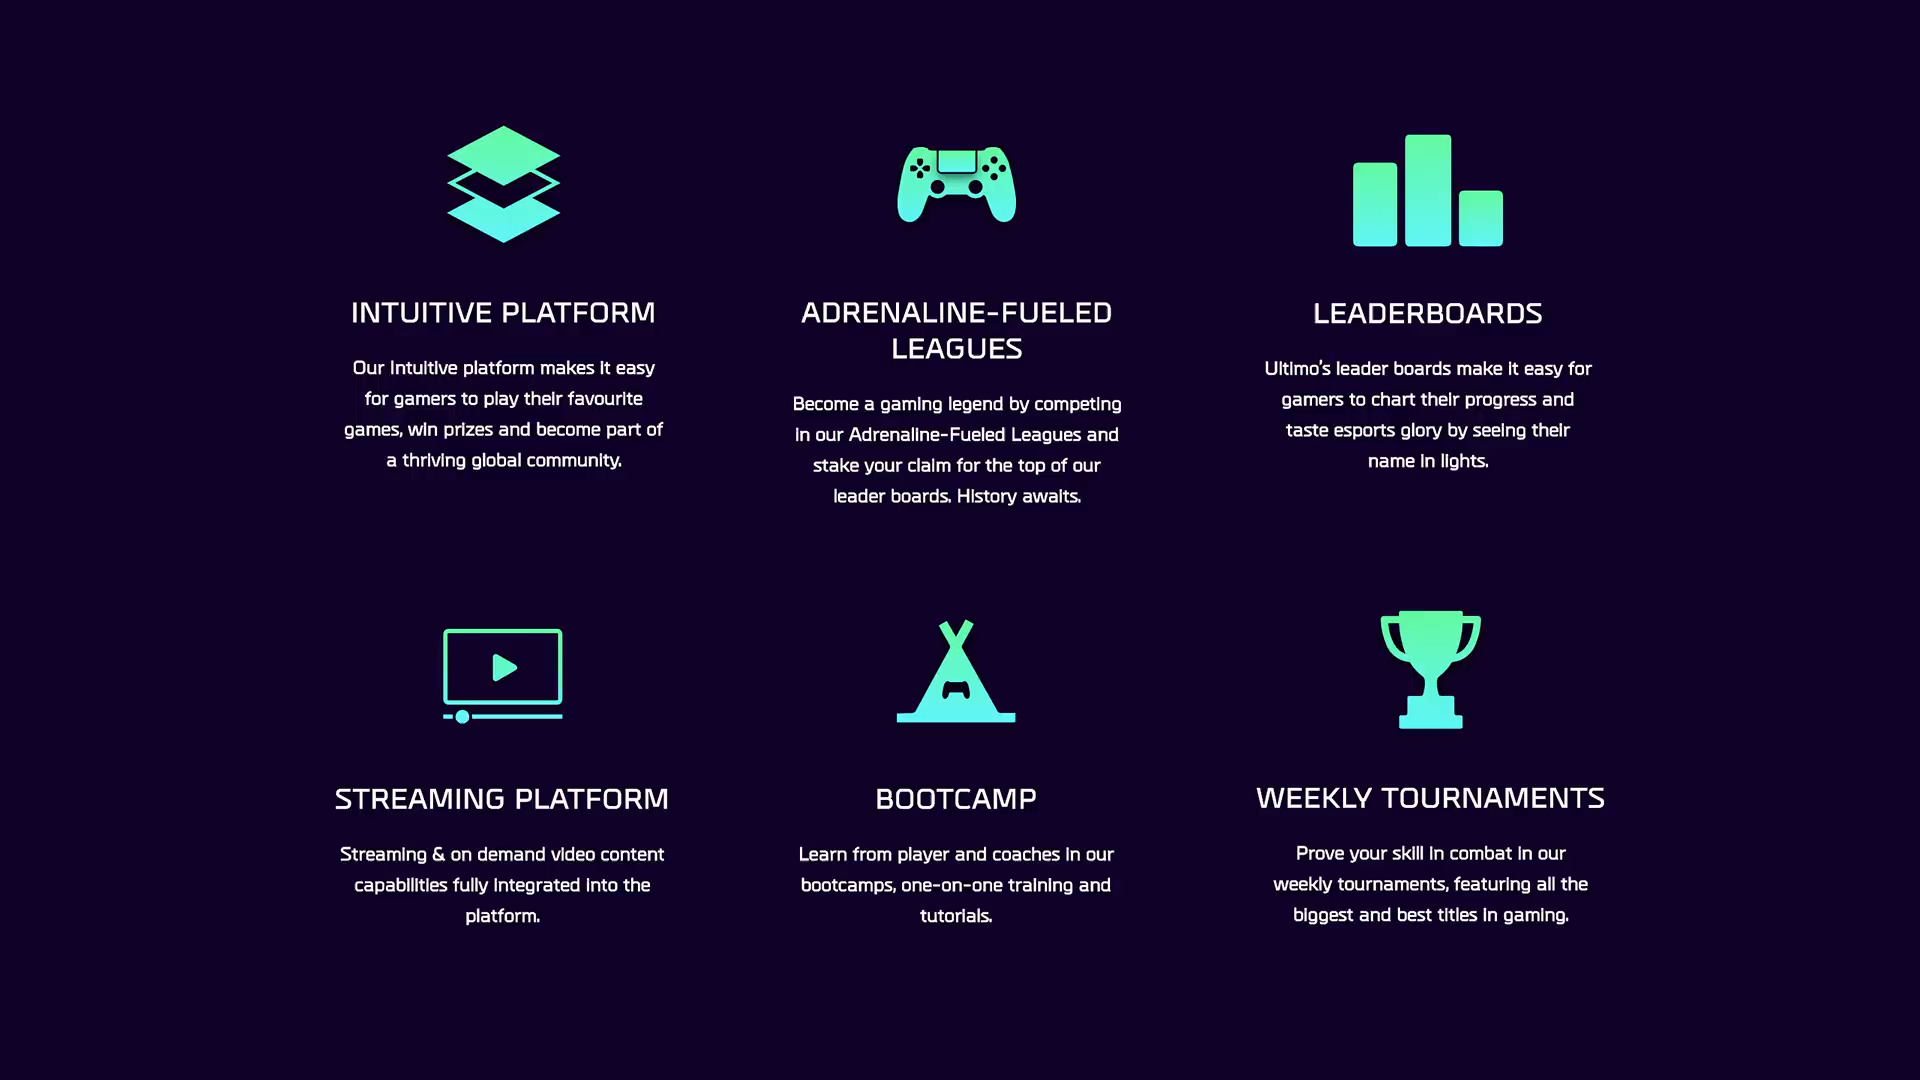 INTUITIVE PLATFORM
Our intuitive platform makes it easy
for gamers to play their favourite
games, win prizes and become part of
a thriving global community.
ADRENALINE-FUELED
LEAGUES
Become a gaming legend by competing
in our Adrenaline-Fueled Leagues and
stake your claim for the top of our
leader boards. History awaits.
LEADERBOARDS
Ultimo's leader boards make it easy for
gamers to chart their progress and
taste esports glory by seeing their
name in lights.
STREAMING PLATFORM
Streaming & on demand video content
capabilities fully integrated into the
platform.
BOOTCAMP
Learn from player and coaches in our
bootcamps, one-on-one training and
tutorials.
WEEKLY TOURNAMENTS
Prove your skill in combat in our
weekly tournaments, featuring all the
biggest and best titles in gaming.